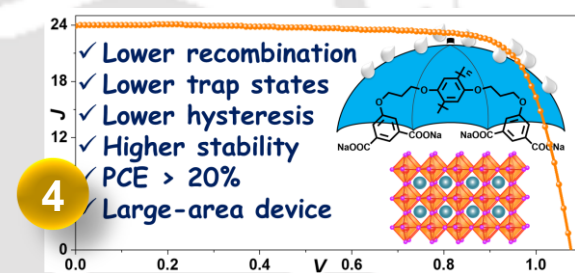 24
18
12
0
J
✓ Lower recombination
✓ Lower trap states
✓ Lower hysteresis
✓ Higher stability
✓ PCE > 20%
✓ Large-area device
4
n
O O O O
NaOOC COONa NaOOC COONa
0.0 0.2 0.4 0.6 0.8 1.0
V